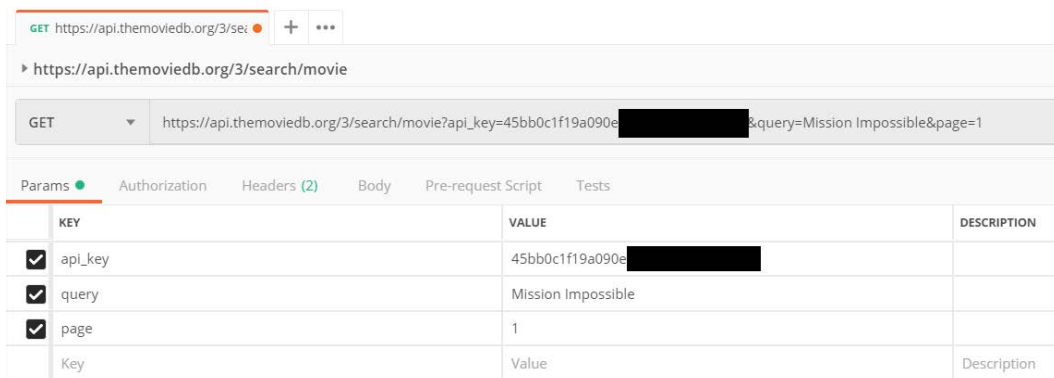 GET https://api.themoviedb.org/3/sea + •••
https://api.themoviedb.org/3/search/movie
GET https://api.themoviedb.org/3/search/movie?api_key=45bb0c1f19a090e &query=Mission Impossible&page=1
Params Authorization Headers (2) Body Pre-request Script Tests
KEY VALUE DESCRIPTION
api_key 45bb0c1f19a090e
query Mission Impossible
page 1
Key Value Description